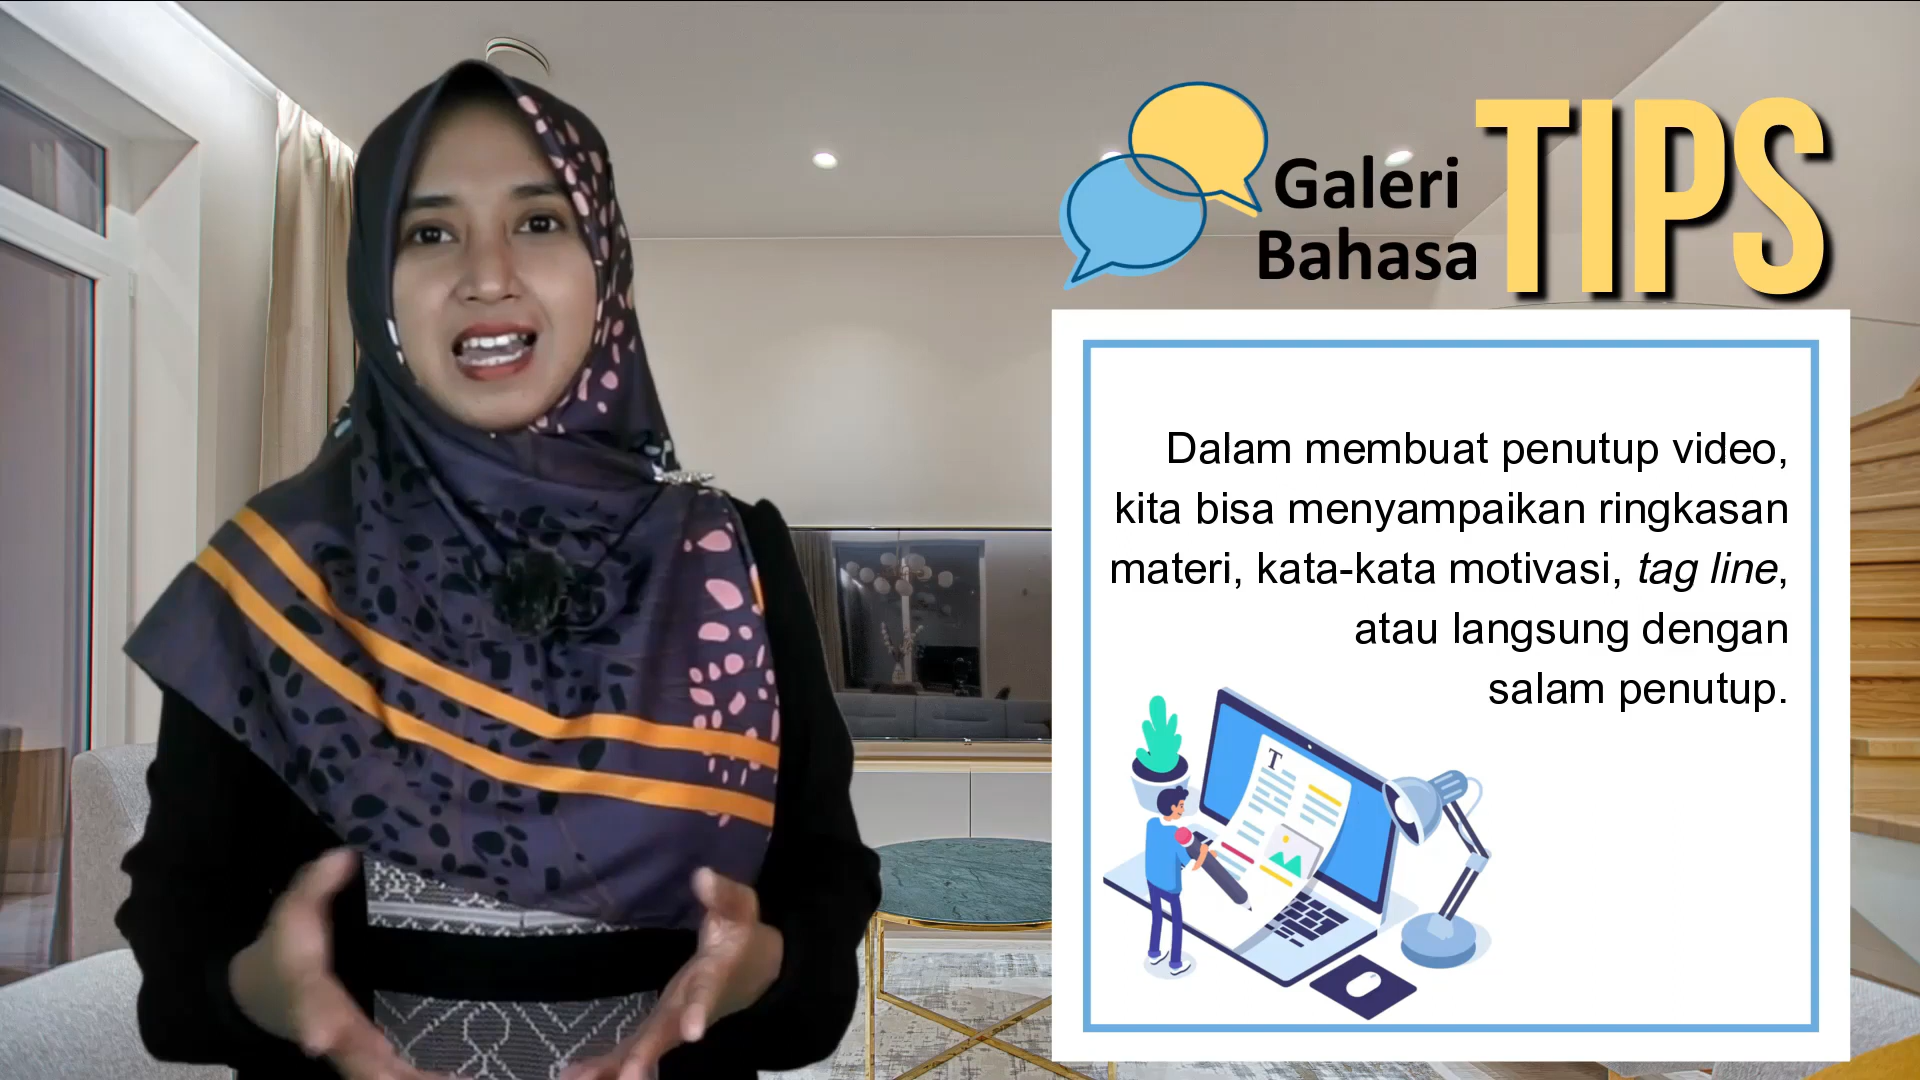 Galeri
Bahasa
TIPS
Dalam membuat penutup video,
kita bisa menyampaikan ringkasan
materi, kata-kata motivasi, tag line,
atau langsung dengan
salam penutup.
T